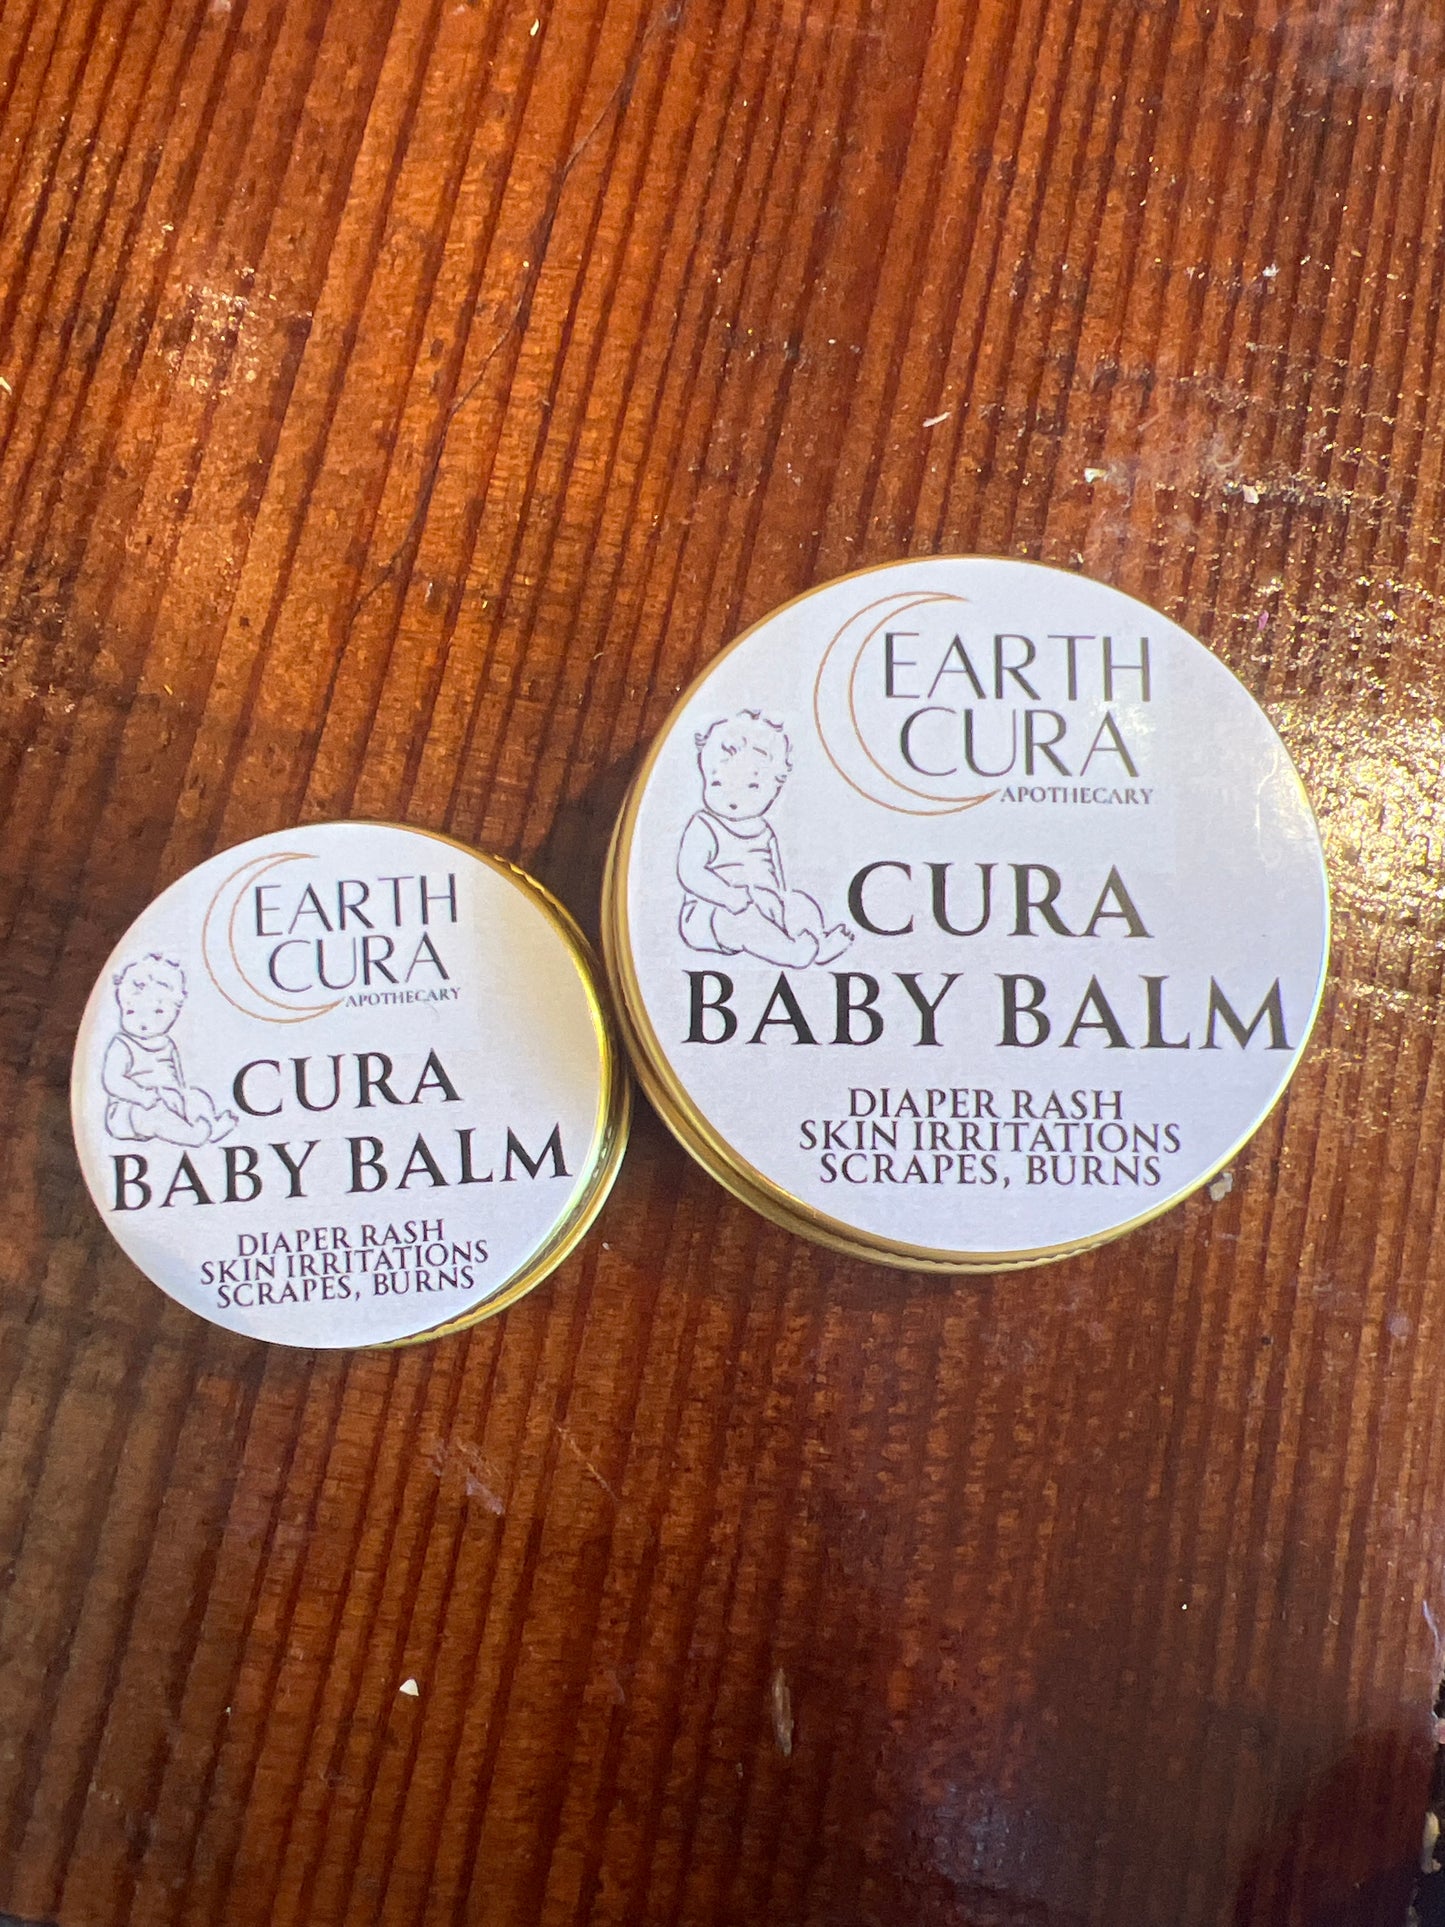 EARTH
CURA
APOTHECARY
CURA
BABY BALM
DIAPER RASH
SKIN IRRITATIONS
SCRAPES, BURNS
EARTH
CURA
APOTHECARY
CURA
BABY BALM
DIAPER RASH
SKIN IRRITATIONS
SCRAPES, BURNS